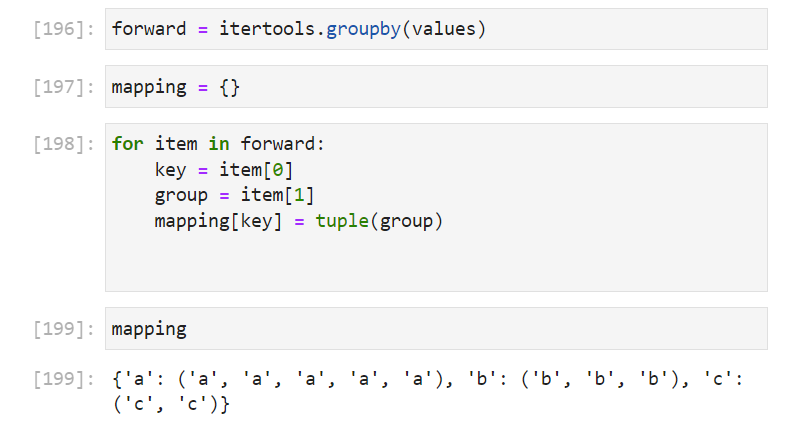 [196]: forward = itertools.groupby(values)
[197]: mapping = {}
[198]: for item in forward:
    key = item[0]
    group = item[1]
    mapping[key] = tuple(group)
[199]: mapping
[199]: {'a': ('a', 'a', 'a', 'a', 'a'), 'b': ('b', 'b', 'b'), 'c':
('c', 'c')}